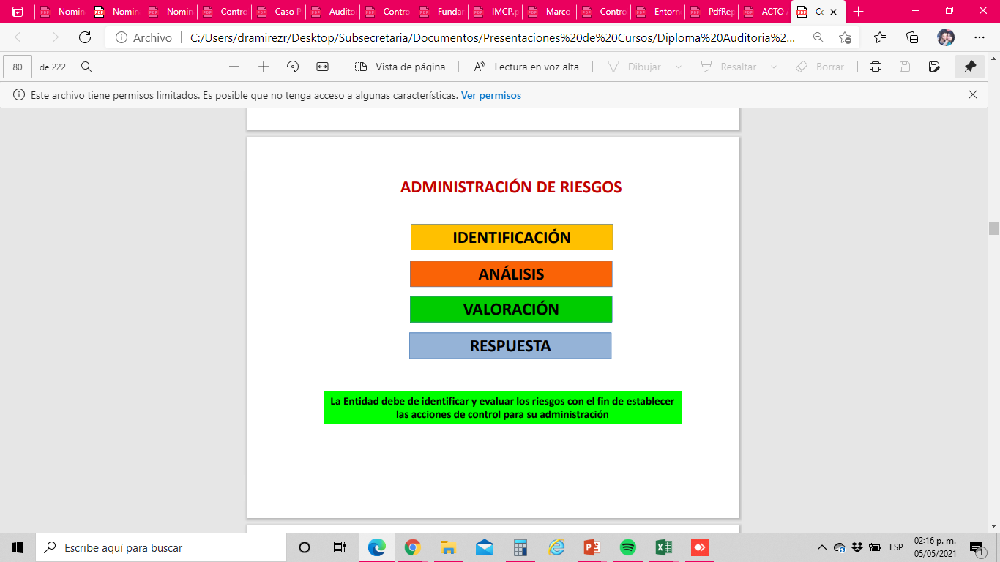 Nomin
Nomin
Nomin
Contro
Caso P
Audito
Contro
Fundar
IMCP.p
Marco
Contro
Entorn
PdfRep
ACTO
Co
Archivo
C:/Users/dramirezr/Desktop/Subsecretaria/Documentos/Presentaciones%20de%20Cursos/Diploma%20Auditoria%2...
80
de 222
Vista de página
Lectura en voz alta
Dibujar
Resaltar
Borrar
Este archivo tiene permisos limitados. Es posible que no tenga acceso a algunas características. Ver permisos
ADMINISTRACIÓN DE RIESGOS
IDENTIFICACIÓN
ANÁLISIS
VALORACIÓN
RESPUESTA
La Entidad debe de identificar y evaluar los riesgos con el fin de establecer
las acciones de control para su administración
Escribe aquí para buscar
ESP
02:16 p. m.
05/05/2021
1